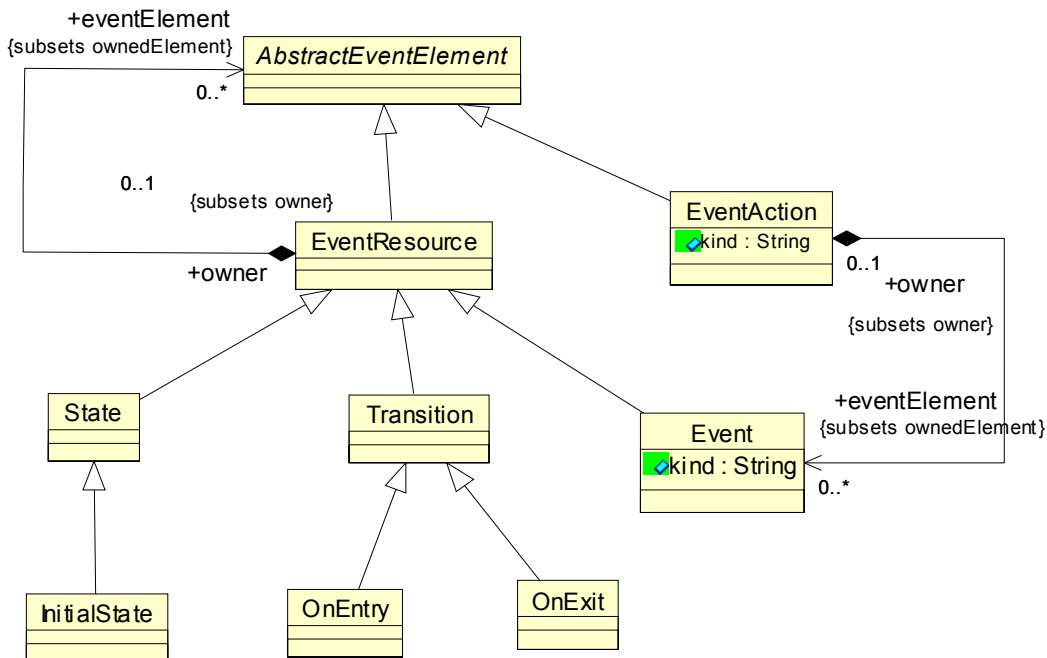 +eventElement
{subsets ownedElement}
AbstractEventElement
0..*
0..1
{subsets owner}
EventResource
+owner
EventAction
kind : String
0..1
+owner
{subsets owner}
State
Transition
+eventElement
{subsets ownedElement}
Event
kind : String
0..*
InitialState
OnEntry
OnExit